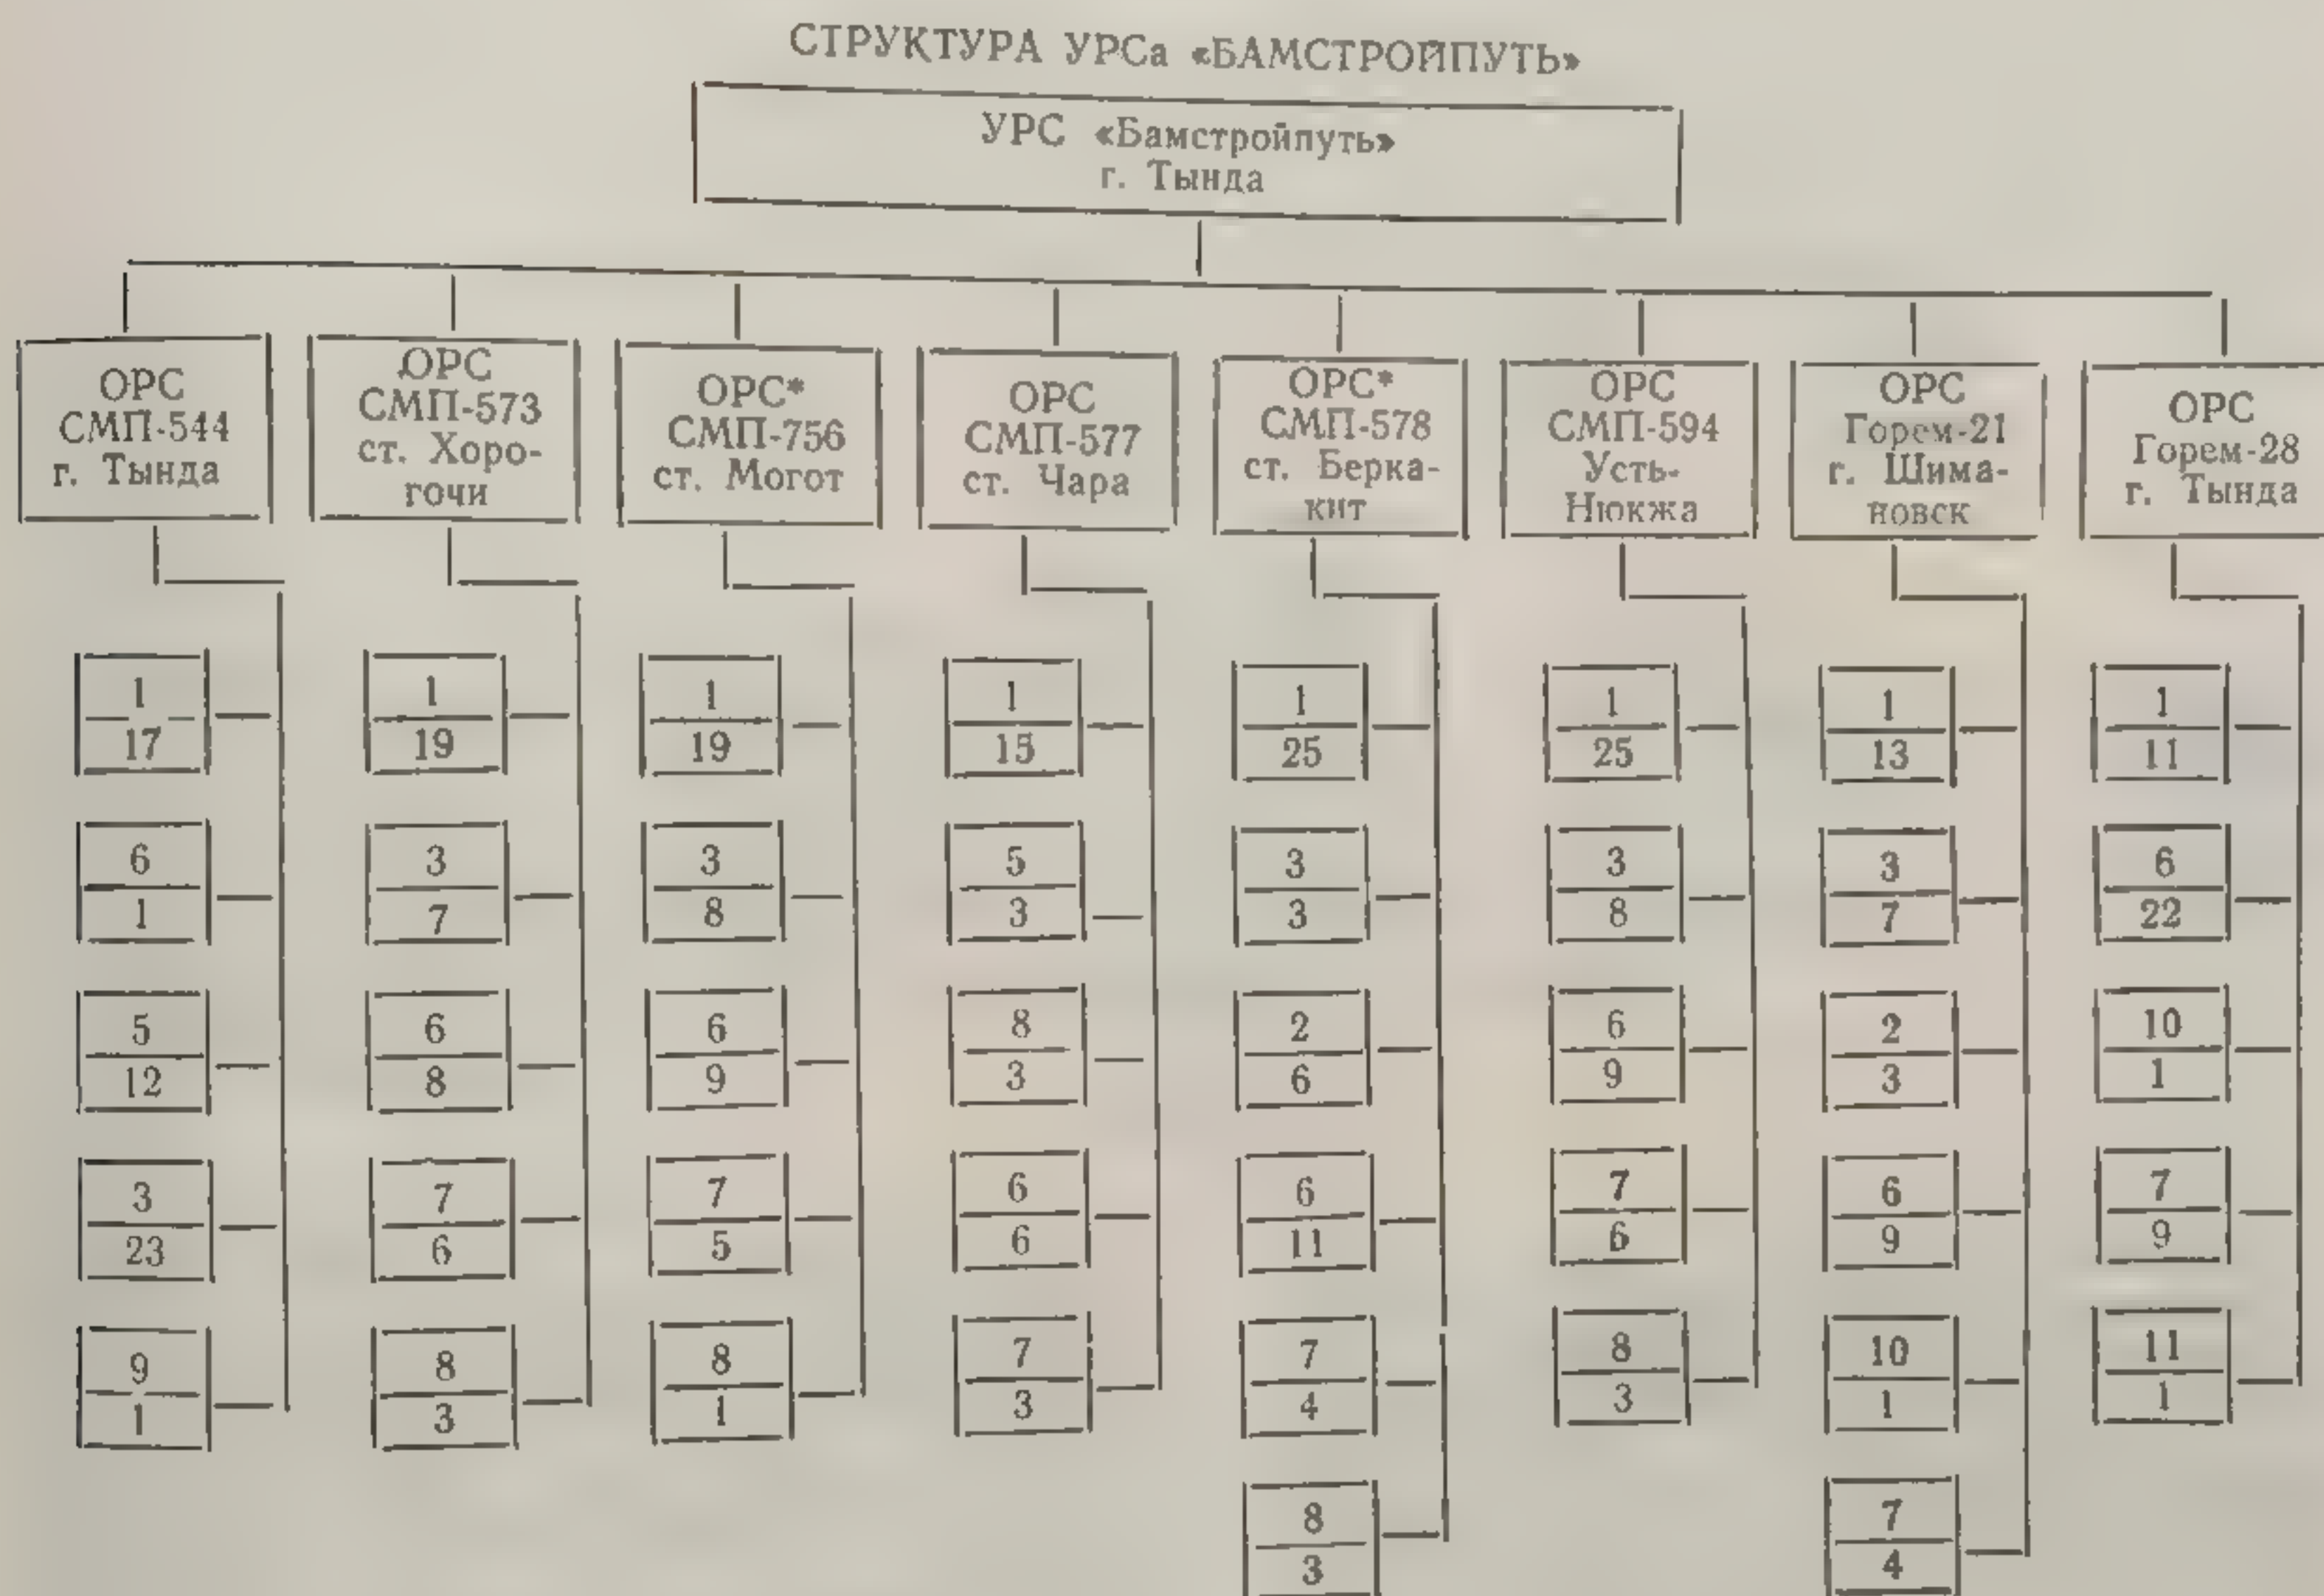 СТРУКТУРА УРСа «БАМСТРОЙПУТЬ»
УРС «Бамстройпуть»
г. Тында
ОРС
СМП-544
г. Тында
1
17
6
1
5
12
3
23
9
1
ОРС
СМП-573
ст. Хоро-
гочи
1
19
3
7
6
8
7
6
8
3
ОРС*
СМП-756
ст. Могот
1
19
3
8
6
9
7
5
8
1
ОРС
СМП-577
ст. Чара
1
15
5
3
8
3
6
6
7
3
ОРС*
СМП-578
ст. Берка-
кит
1
25
3
3
2
6
6
11
7
4
8
3
ОРС
СМП-594
Усть-
Нюкжа
1
25
3
8
6
9
7
6
8
3
ОРС
Горем-21
г. Шима-
новск
1
13
3
7
2
3
6
9
10
1
7
4
ОРС
Горем-28
г. Тында
1
11
6
22
10
1
7
9
11
1